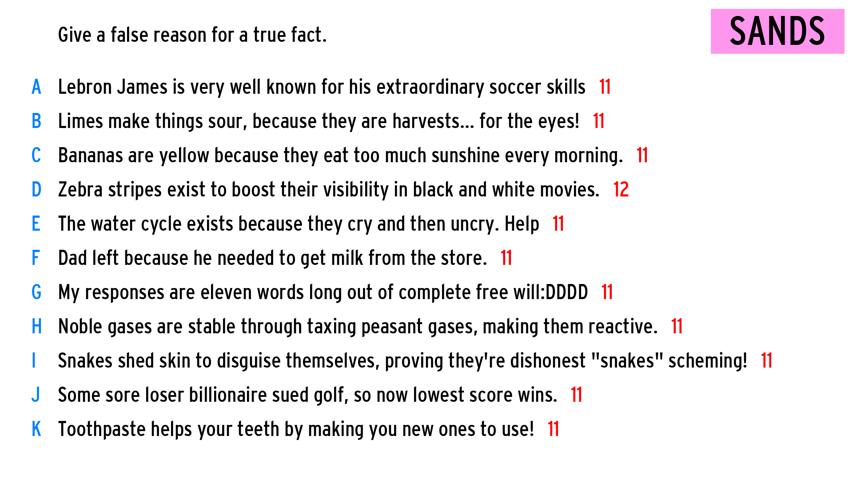 Give a false reason for a true fact.
SANDS
A Lebron James is very well known for his extraordinary soccer skills 11
B Limes make things sour, because they are harvests... for the eyes! 11
C Bananas are yellow because they eat too much sunshine every morning. 11
D Zebra stripes exist to boost their visibility in black and white movies. 12
E The water cycle exists because they cry and then uncry. Help 11
F Dad left because he needed to get milk from the store. 11
G My responses are eleven words long out of complete free will:DDDD 11
H Noble gases are stable through taxing peasant gases, making them reactive. 11
I Snakes shed skin to disguise themselves, proving they're dishonest "snakes" scheming! 11
J Some sore loser billionaire sued golf, so now lowest score wins. 11
K Toothpaste helps your teeth by making you new ones to use! 11